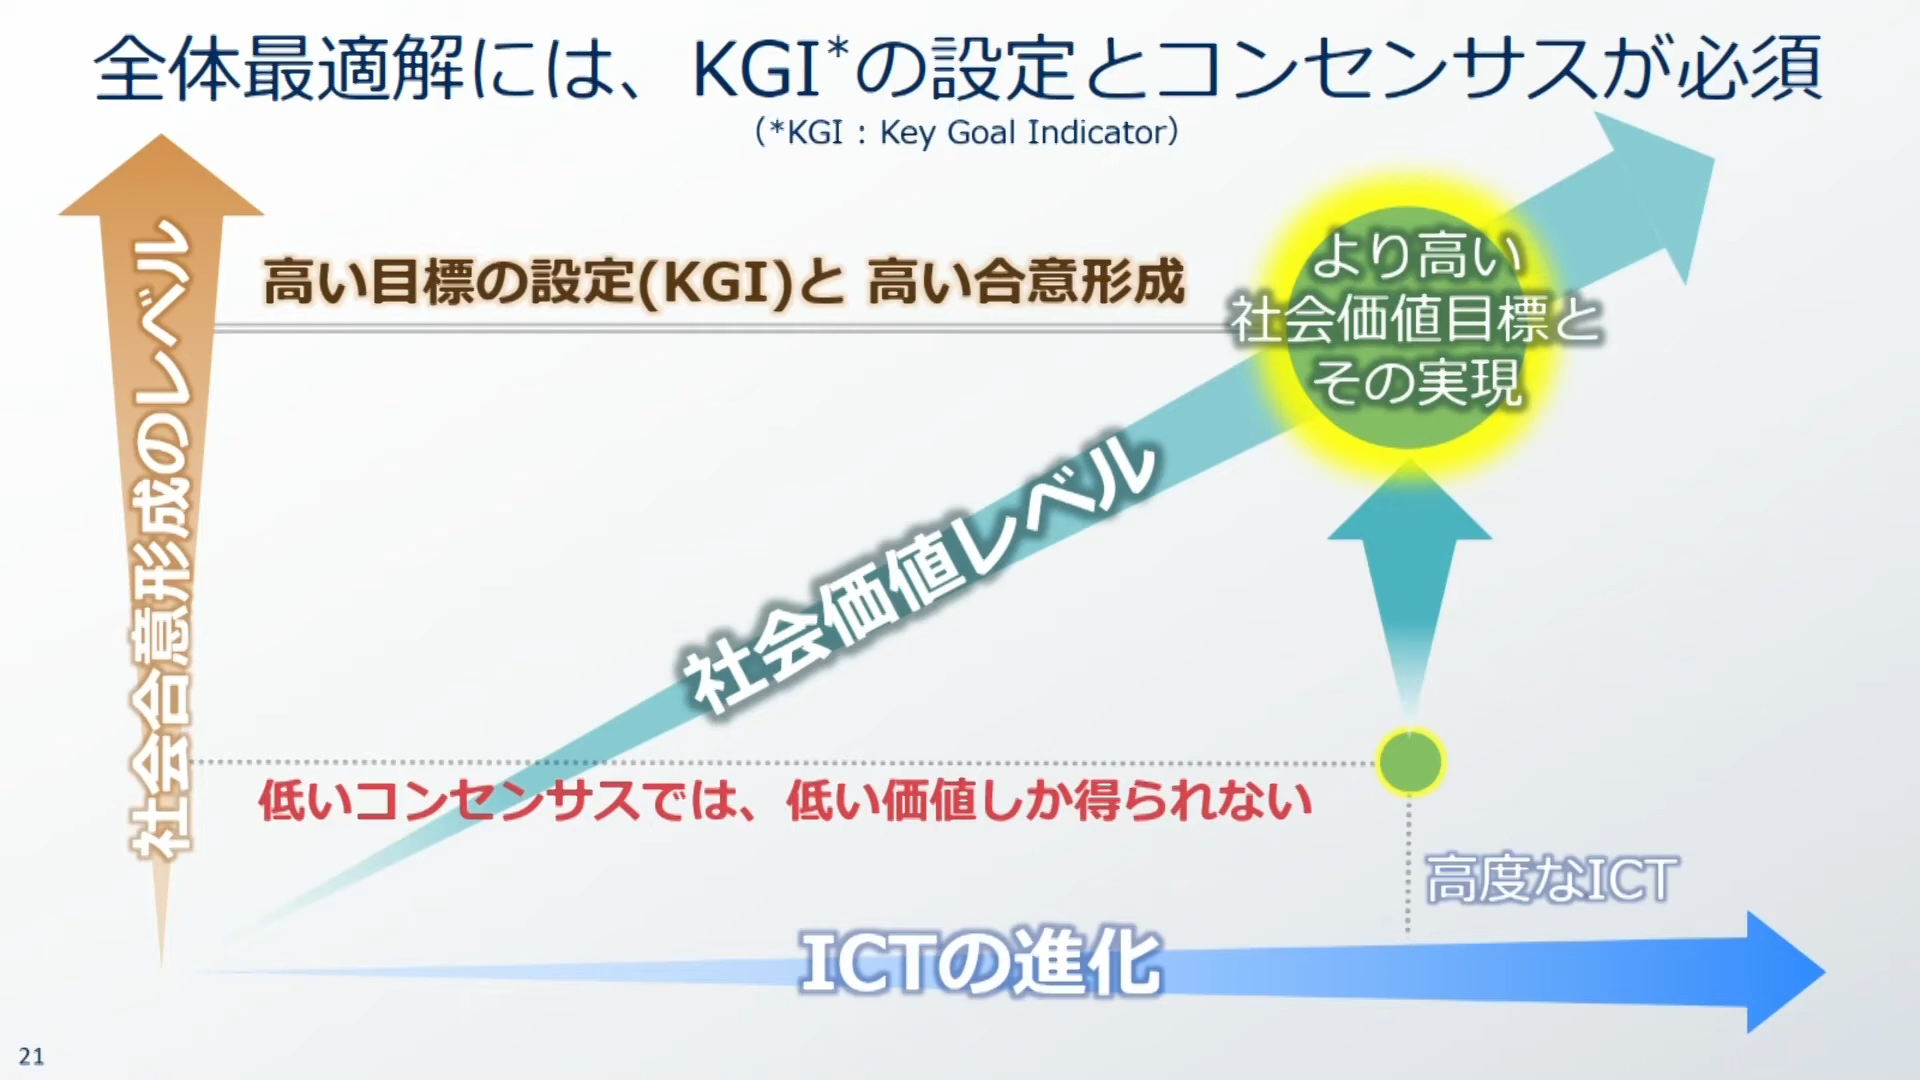 全体最適解には、KGI*の設定とコンセンサスが必須
（*KGI：Key Goal Indicator）
社会合意形成のレベル
高い目標の設定(KGI)と 高い合意形成
より高い
社会価値目標と
その実現
社会価値レベル
低いコンセンサスでは、低い価値しか得られない
高度なICT
ICTの進化
21